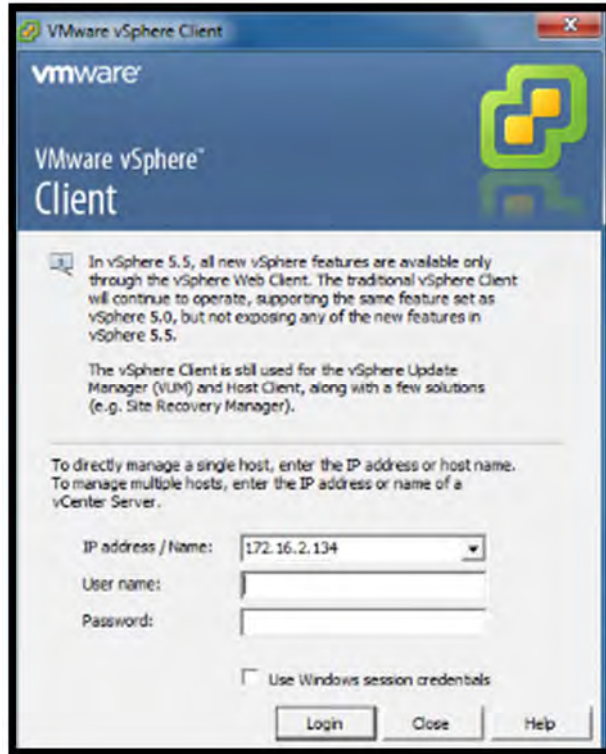 VMware vSphere Client
vmware
VMware vSphere™
Client
In vSphere 5.5, all new vSphere features are available only
through the vSphere Web Client. The traditional vSphere Client
will continue to operate, supporting the same feature set as
vSphere 5.0, but not exposing any of the new features in
vSphere 5.5.
The vSphere Client is still used for the vSphere Update
Manager (VUM) and Host Client, along with a few solutions
(e.g. Site Recovery Manager).
To directly manage a single host, enter the IP address or host name.
To manage multiple hosts, enter the IP address or name of a
vCenter Server.
IP address / Name: 172.16.2.134
User name:
Password:
Use Windows session credentials
Login Close Help